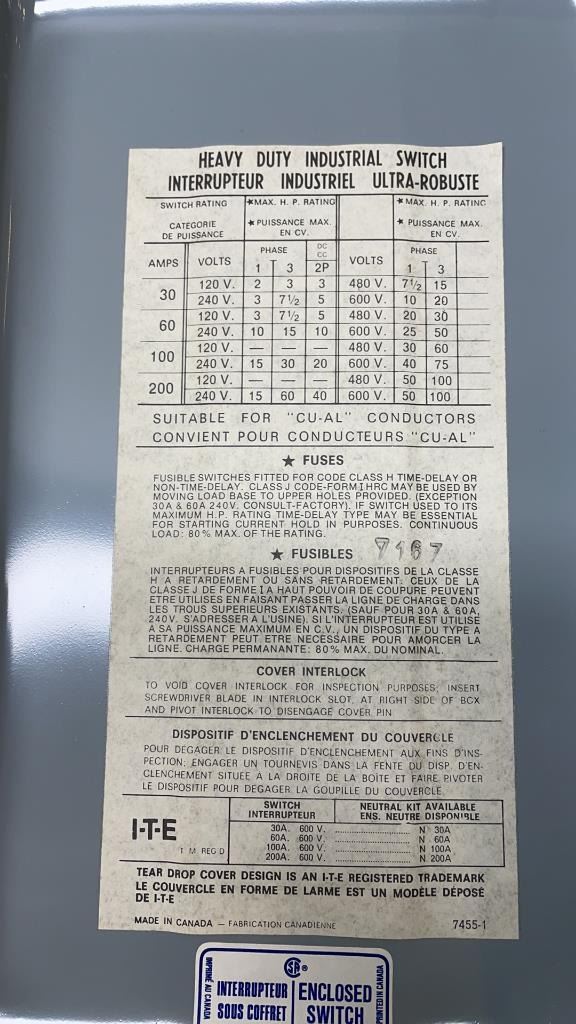 HEAVY DUTY INDUSTRIAL SWITCH
INTERRUPTEUR INDUSTRIEL ULTRA-ROBUSTE
SWITCH RATING ★MAX. H. P. RATING ★ MAX. H. P. RATING
CATEGORIE DE PUISSANCE ★ PUISSANCE MAX. EN CV. ★ PUISSANCE MAX. EN CV.
AMPS VOLTS PHASE DC CC VOLTS PHASE
1 3 2P 1 3
30 120 V. 2 3 3 480 V. 7½ 15
240 V. 3 7½ 5 600 V. 10 20
60 120 V. 3 7½ 5 480 V. 20 30
240 V. 10 15 10 600 V. 25 50
100 120 V. — — — 480 V. 30 60
240 V. 15 30 20 600 V. 40 75
200 120 V. — — — 480 V. 50 100
240 V. 15 60 40 600 V. 50 100
SUITABLE FOR "CU-AL" CONDUCTORS
CONVIENT POUR CONDUCTEURS "CU-AL"
★ FUSES
FUSIBLE SWITCHES FITTED FOR CODE CLASS H TIME-DELAY OR
NON-TIME-DELAY. CLASS J CODE-FORM I HRC MAY BE USED BY
MOVING LOAD BASE TO UPPER HOLES PROVIDED. (EXCEPTION
30A & 60A 240V. CONSULT-FACTORY). IF SWITCH USED TO ITS
MAXIMUM H.P. RATING TIME-DELAY TYPE MAY BE ESSENTIAL
FOR STARTING CURRENT HOLD IN PURPOSES. CONTINUOUS
LOAD: 80% MAX. OF THE RATING.
★ FUSIBLES 7167
INTERRUPTEURS A FUSIBLES POUR DISPOSITIFS DE LA CLASSE
H A RETARDEMENT OU SANS RETARDEMENT. CEUX DE LA
CLASSE J DE FORME I A HAUT POUVOIR DE COUPURE PEUVENT
ETRE UTILISES EN FAISANT PASSER LA LIGNE DE CHARGE DANS
LES TROUS SUPERIEURS EXISTANTS. (SAUF POUR 30A & 60A,
240V. S'ADRESSER A L'USINE). SI L'INTERRUPTEUR EST UTILISE
A SA PUISSANCE MAXIMUM EN C.V., UN DISPOSITIF DU TYPE A
RETARDEMENT PEUT ETRE NECESSAIRE POUR AMORCER LA
LIGNE. CHARGE PERMANANTE: 80% MAX. DU NOMINAL.
COVER INTERLOCK
TO VOID COVER INTERLOCK FOR INSPECTION PURPOSES; INSERT
SCREWDRIVER BLADE IN INTERLOCK SLOT, AT RIGHT SIDE OF BOX
AND PIVOT INTERLOCK TO DISENGAGE COVER PIN
DISPOSITIF D'ENCLENCHEMENT DU COUVERCLE
POUR DEGAGER LE DISPOSITIF D'ENCLENCHEMENT AUX FINS D'INS-
PECTION; ENGAGER UN TOURNEVIS DANS LA FENTE DU DISP. D'EN-
CLENCHEMENT SITUEE A LA DROITE DE LA BOITE ET FAIRE PIVOTER
LE DISPOSITIF POUR DEGAGER LA GOUPILLE DU COUVERCLE.
SWITCH INTERRUPTEUR NEUTRAL KIT AVAILABLE ENS. NEUTRE DISPONIBLE
30A. 600 V. N 30A
60A. 600 V. N 60A
100A. 600 V. N 100A
200A. 600 V. N 200A
I-T-E
T M REG D
TEAR DROP COVER DESIGN IS AN I-T-E REGISTERED TRADEMARK
LE COUVERCLE EN FORME DE LARME EST UN MODÈLE DÉPOSÉ
DE I-T-E
MADE IN CANADA — FABRICATION CANADIENNE 7455-1
IMPRIMÉ AU CANADA
INTERRUPTEUR
SOUS COFFRET
SA ®
ENCLOSED
SWITCH
PRINTED IN CANADA